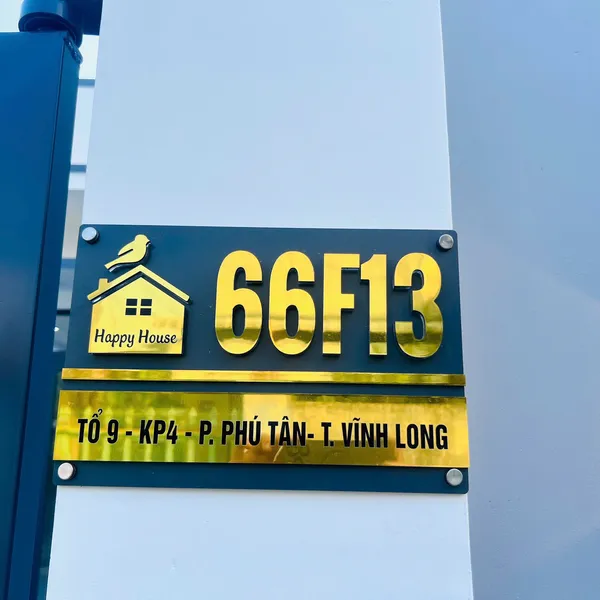 66F13
Happy House
TỔ 9 - KP4 - P. PHÚ TÂN- T. VĨNH LONG